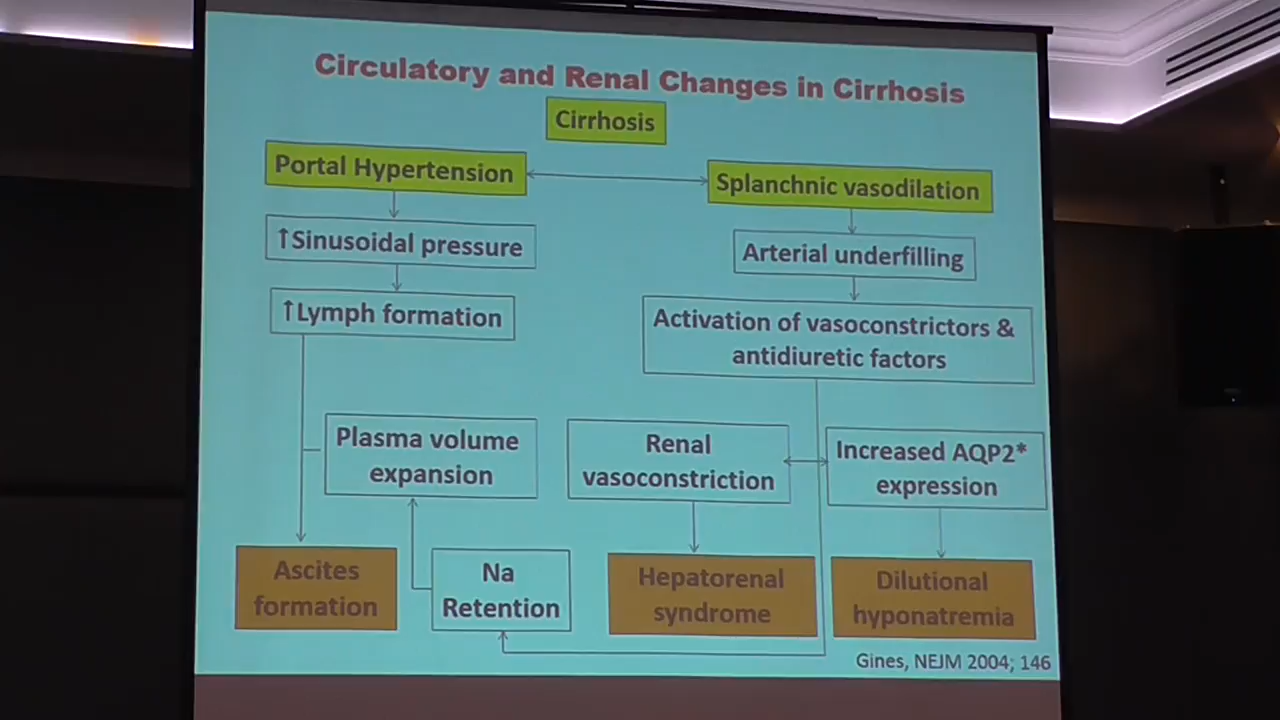 Circulatory and Renal Changes in Cirrhosis
Cirrhosis
Portal Hypertension
Splanchnic vasodilation
↑Sinusoidal pressure
Arterial underfilling
↑Lymph formation
Activation of vasoconstrictors &
antidiuretic factors
Plasma volume
expansion
Renal
vasoconstriction
Increased AQP2*
expression
Ascites
formation
Na
Retention
Hepatorenal
syndrome
Dilutional
hyponatremia
Gines, NEJM 2004; 146